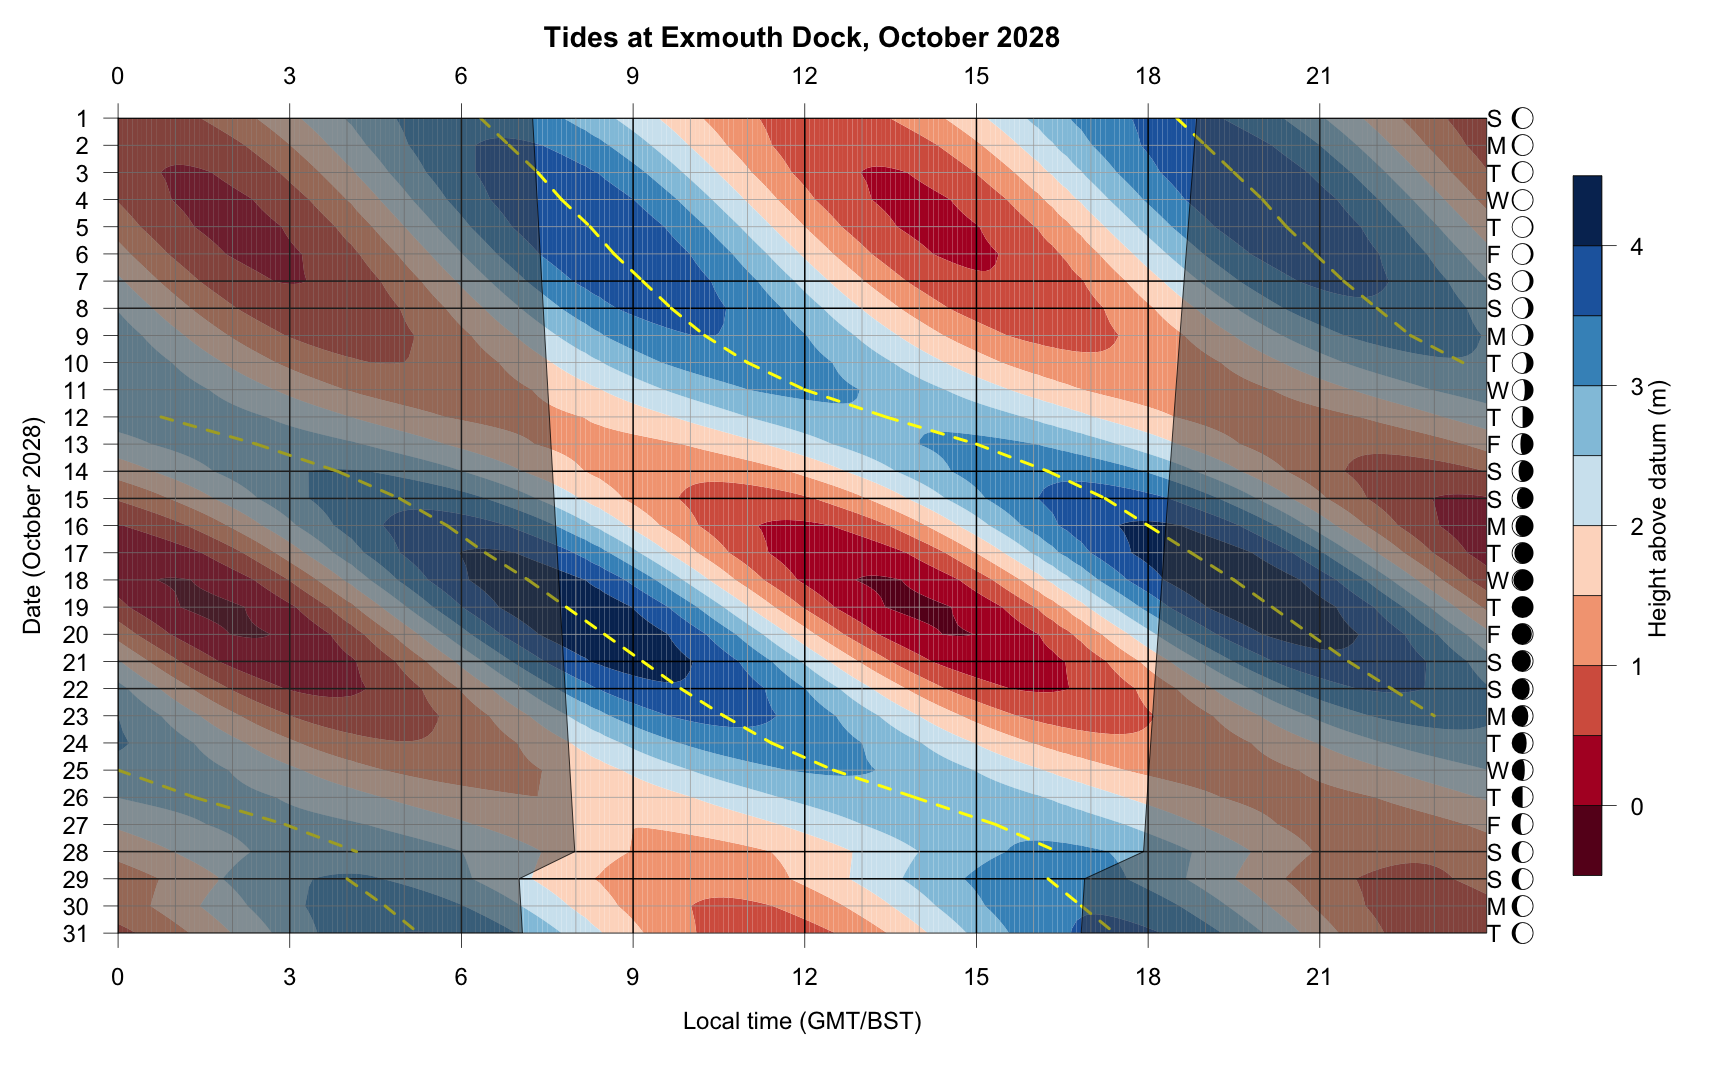 Tides at Exmouth Dock, October 2028
0 3 6 9 12 15 18 21
1 S
2 M
3 T
4 W
5 T
6 F
7 S
8 S
9 M
10 T
11 W
12 T
13 F
14 S
15 S
16 M
17 T
18 W
19 T
20 F
21 S
22 S
23 M
24 T
25 W
26 T
27 F
28 S
29 S
30 M
31 T
0 3 6 9 12 15 18 21
Local time (GMT/BST)
Date (October 2028)
4
3
2
1
0
Height above datum (m)